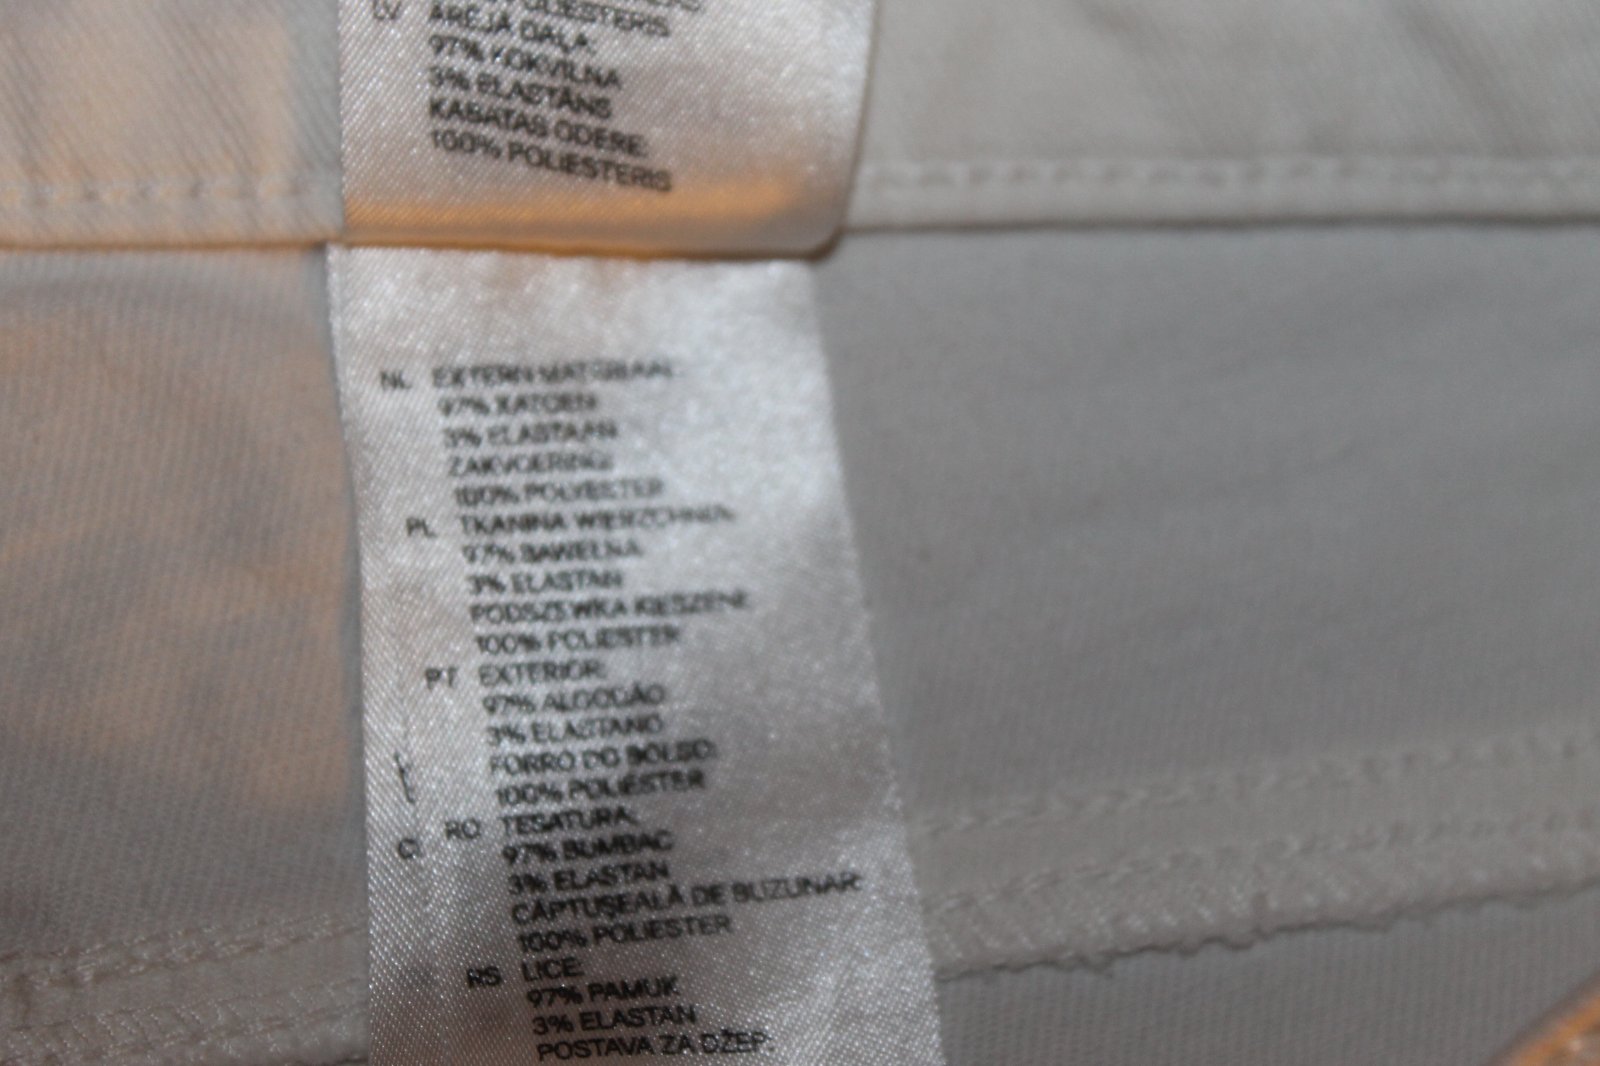 POLIESTERIS
LV ĀRĒJĀ DAĻA:
97% KOKVILNA
3% ELASTĀNS
KABATAS ODERE:
100% POLIESTERIS
NL EXTERN MATERIAAL:
97% KATOEN
3% ELASTAAN
ZAKVOERING:
100% POLYESTER
PL TKANINA WIERZCHNIA:
97% BAWEŁNA
3% ELASTAN
PODSZEWKA KIESZENI:
100% POLIESTER
PT EXTERIOR:
97% ALGODÃO
3% ELASTANO
FORRO DO BOLSO:
100% POLIÉSTER
RO TESATURA:
97% BUMBAC
3% ELASTAN
CĂPTUŞEALĂ DE BUZUNAR:
100% POLIESTER
RS LICE:
97% PAMUK
3% ELASTAN
POSTAVA ZA DŽEP: